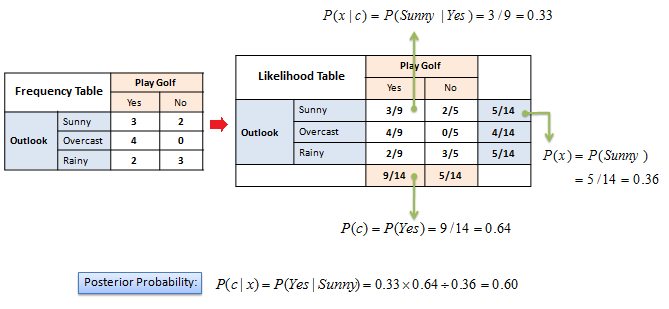 P(x | c) = P(Sunny | Yes) = 3/9 = 0.33
Frequency Table Play Golf
Yes No
Outlook Sunny 3 2
Overcast 4 0
Rainy 2 3
Likelihood Table Play Golf
Yes No
Outlook Sunny 3/9 2/5 5/14
Overcast 4/9 0/5 4/14
Rainy 2/9 3/5 5/14
9/14 5/14
P(x) = P(Sunny)
= 5/14 = 0.36
P(c) = P(Yes) = 9/14 = 0.64
Posterior Probability: P(c | x) = P(Yes | Sunny) = 0.33 × 0.64 ÷ 0.36 = 0.60